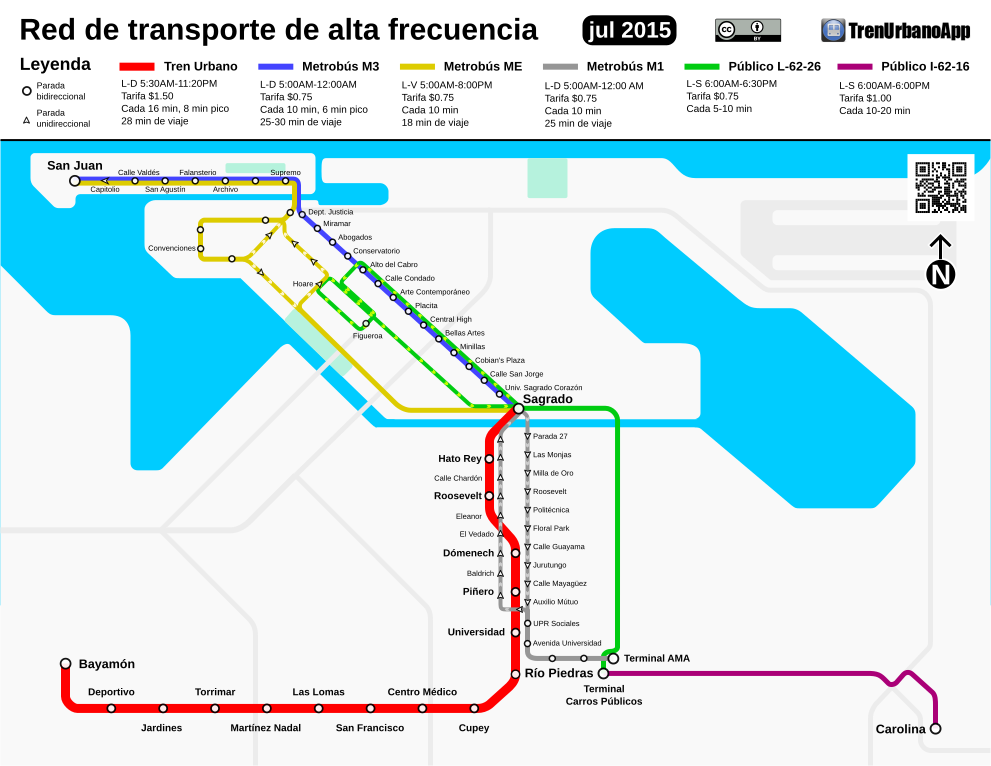 Red de transporte de alta frecuencia
jul 2015
cc
BY
TrenUrbanoApp
Leyenda
Parada
bidireccional
Parada
unidireccional
Tren Urbano
L-D 5:30AM-11:20PM
Tarifa $1.50
Cada 16 min, 8 min pico
28 min de viaje
Metrobús M3
L-D 5:00AM-12:00AM
Tarifa $0.75
Cada 10 min, 6 min pico
25-30 min de viaje
Metrobús ME
L-V 5:00AM-8:00PM
Tarifa $0.75
Cada 10 min
18 min de viaje
Metrobús M1
L-D 5:00AM-12:00 AM
Tarifa $0.75
Cada 10 min
25 min de viaje
Público L-62-26
L-S 6:00AM-6:30PM
Tarifa $0.75
Cada 5-10 min
Público I-62-16
L-S 6:00AM-6:00PM
Tarifa $1.00
Cada 10-20 min
San Juan
Calle Valdés
Falansterio
Supremo
Capitolio
San Agustín
Archivo
Dept. Justicia
Miramar
Abogados
Convenciones
Conservatorio
Alto del Cabro
Calle Condado
Hoare
Arte Contemporáneo
Placita
Central High
Figueroa
Bellas Artes
Minillas
Cobian's Plaza
Calle San Jorge
Univ. Sagrado Corazón
Sagrado
N
Parada 27
Hato Rey
Las Monjas
Calle Chardón
Milla de Oro
Roosevelt
Roosevelt
Eleanor
Politécnica
El Vedado
Floral Park
Dómenech
Calle Guayama
Baldrich
Jurutungo
Piñero
Calle Mayagüez
Auxilio Mútuo
Universidad
UPR Sociales
Avenida Universidad
Terminal AMA
Río Piedras
Terminal
Carros Públicos
Bayamón
Deportivo
Torrimar
Las Lomas
Centro Médico
Jardines
Martínez Nadal
San Francisco
Cupey
Carolina